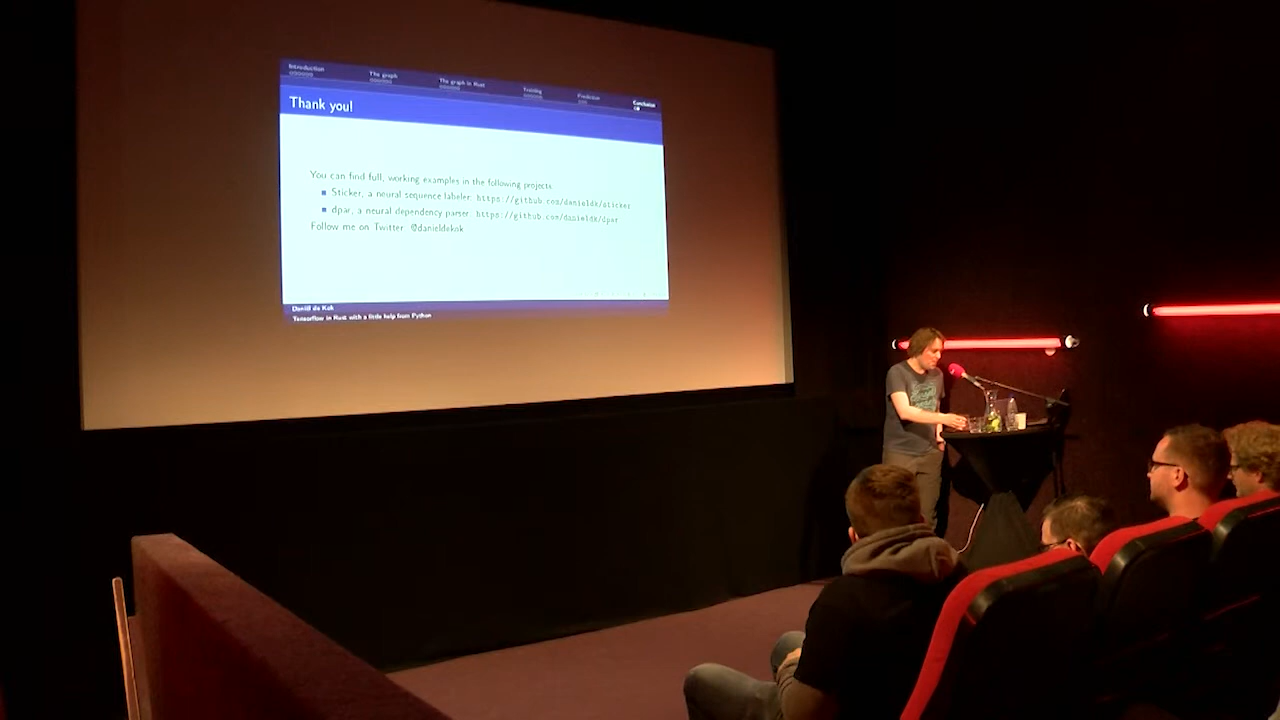 Introduction
The graph
The graph in Rust
Training
Prediction
Conclusion
Thank you!
You can find full, working examples in the following projects
Sticker, a neural sequence labeler: https://github.com/danieldk/sticker
dpar, a neural dependency parser: https://github.com/danieldk/dpar
Follow me on Twitter: @danieldekok
Daniël de Kok
Tensorflow in Rust with a little help from Python